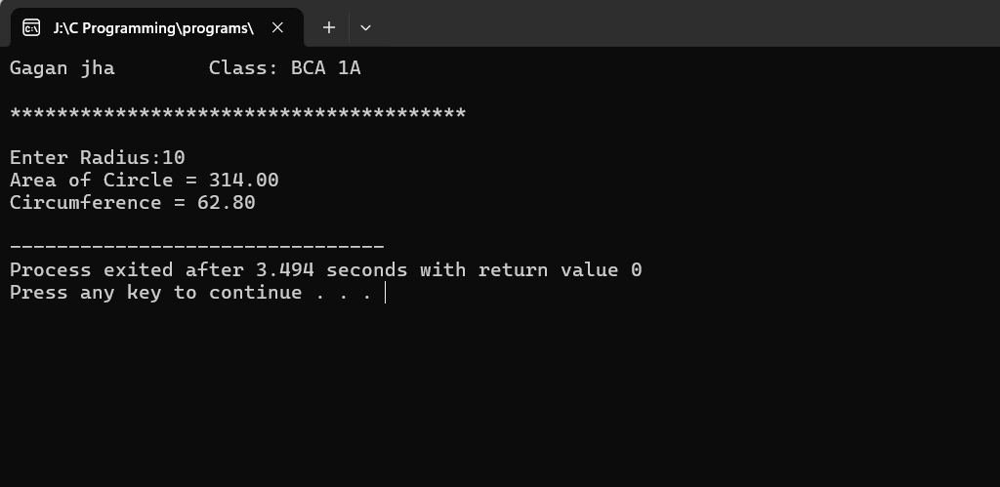 J:\C Programming\programs\
Gagan jha        Class: BCA 1A
***************************************
Enter Radius:10
Area of Circle = 314.00
Circumference = 62.80
--------------------------------
Process exited after 3.494 seconds with return value 0
Press any key to continue . . .